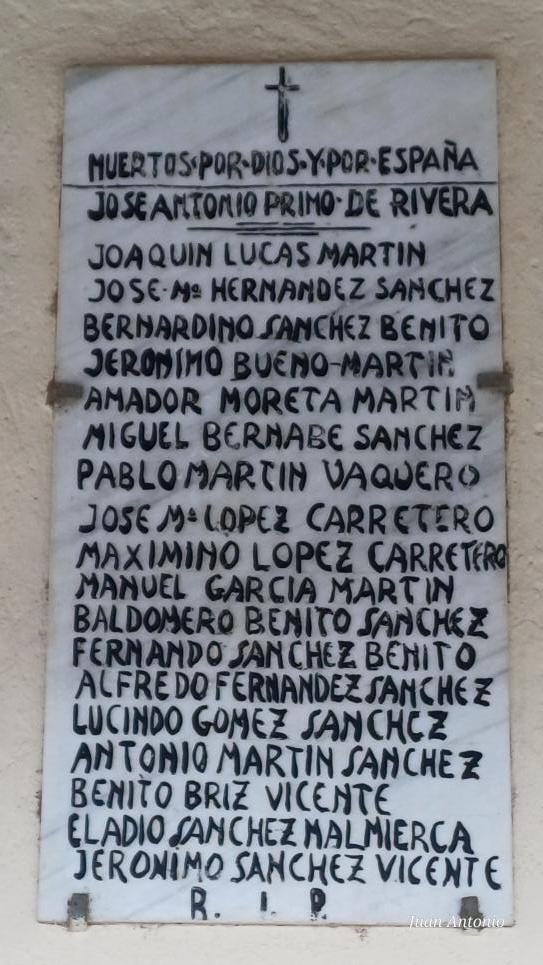 MUERTOS·POR·DIOS·Y·POR·ESPAÑA
JOSE ANTONIO PRIMO·DE RIVERA
JOAQUIN LUCAS MARTIN
JOSE·Mª HERNANDEZ SANCHEZ
BERNARDINO SANCHEZ BENITO
JERONIMO BUENO-MARTIN
AMADOR MORETA MARTIN
MIGUEL BERNABE SANCHEZ
PABLO MARTIN VAQUERO
JOSE Mª LOPEZ CARRETERO
MAXIMINO LOPEZ CARRETERO
MANUEL GARCIA MARTIN
BALDOMERO BENITO SANCHEZ
FERNANDO SANCHEZ BENITO
ALFREDO FERNANDEZ SANCHEZ
LUCINDO GOMEZ SANCHEZ
ANTONIO MARTIN SANCHEZ
BENITO BRIZ VICENTE
ELADIO SANCHEZ MALMIERCA
JERONIMO SANCHEZ VICENTE
R. I. P.
Juan Antonio